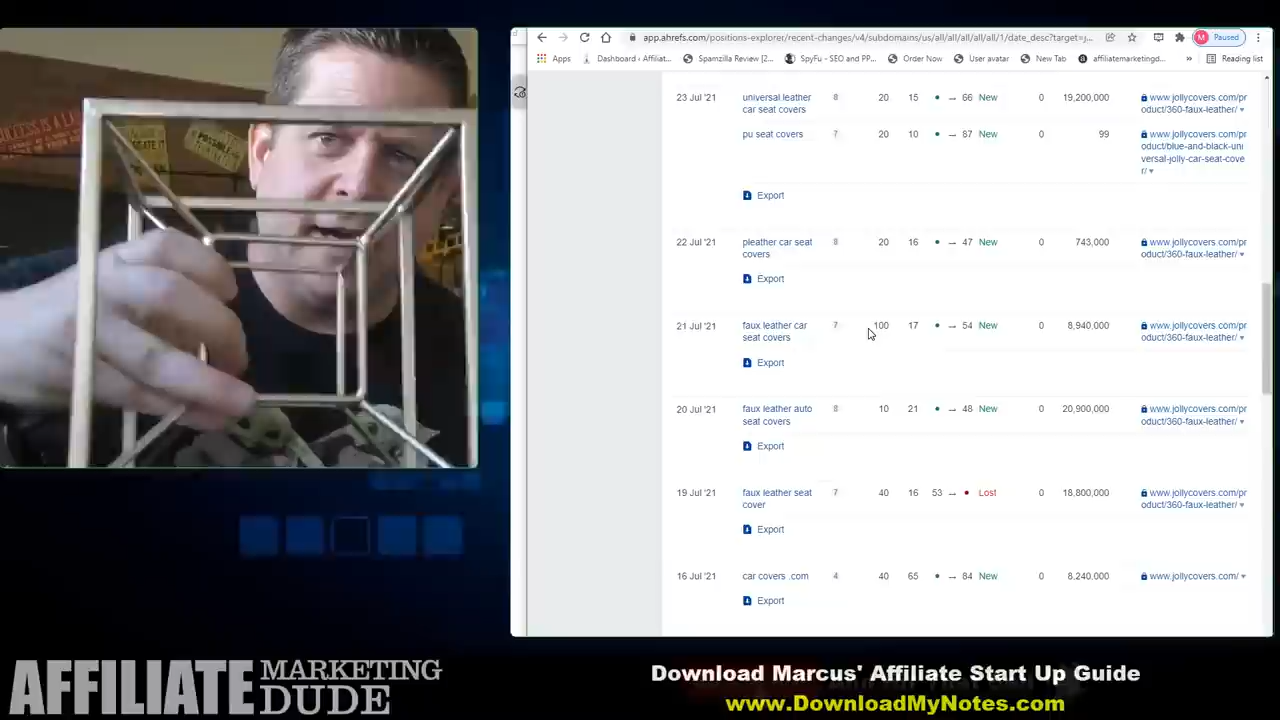 app.ahrefs.com/positions-explorer/recent-changes/v4/subdomains/us/all/all/all/all/all/1/date_desc?target=j...
M Paused
Apps Dashboard ‹ Affiliat... Spamzilla Review [2... SpyFu - SEO and PP... Order Now User avatar New Tab affiliatemarketingd... » Reading list
23 Jul '21 universal leather 8 20 15 → 66 New 0 19,200,000 www.jollycovers.com/pr
car seat covers oduct/360-faux-leather/
pu seat covers 7 20 10 → 87 New 0 99 www.jollycovers.com/pr
oduct/blue-and-black-uni
versal-jolly-car-seat-cove
r/
Export
22 Jul '21 pleather car seat 8 20 16 → 47 New 0 743,000 www.jollycovers.com/pr
covers oduct/360-faux-leather/
Export
21 Jul '21 faux leather car 7 100 17 → 54 New 0 8,940,000 www.jollycovers.com/pr
seat covers oduct/360-faux-leather/
Export
20 Jul '21 faux leather auto 8 10 21 → 48 New 0 20,900,000 www.jollycovers.com/pr
seat covers oduct/360-faux-leather/
Export
19 Jul '21 faux leather seat 7 40 16 53 → Lost 0 18,800,000 www.jollycovers.com/pr
cover oduct/360-faux-leather/
Export
16 Jul '21 car covers .com 4 40 65 → 84 New 0 8,240,000 www.jollycovers.com/
Export
SUCCESS IS A
POSSIBLE
AFFILIATE MARKETING DUDE
Download Marcus' Affiliate Start Up Guide
www.DownloadMyNotes.com